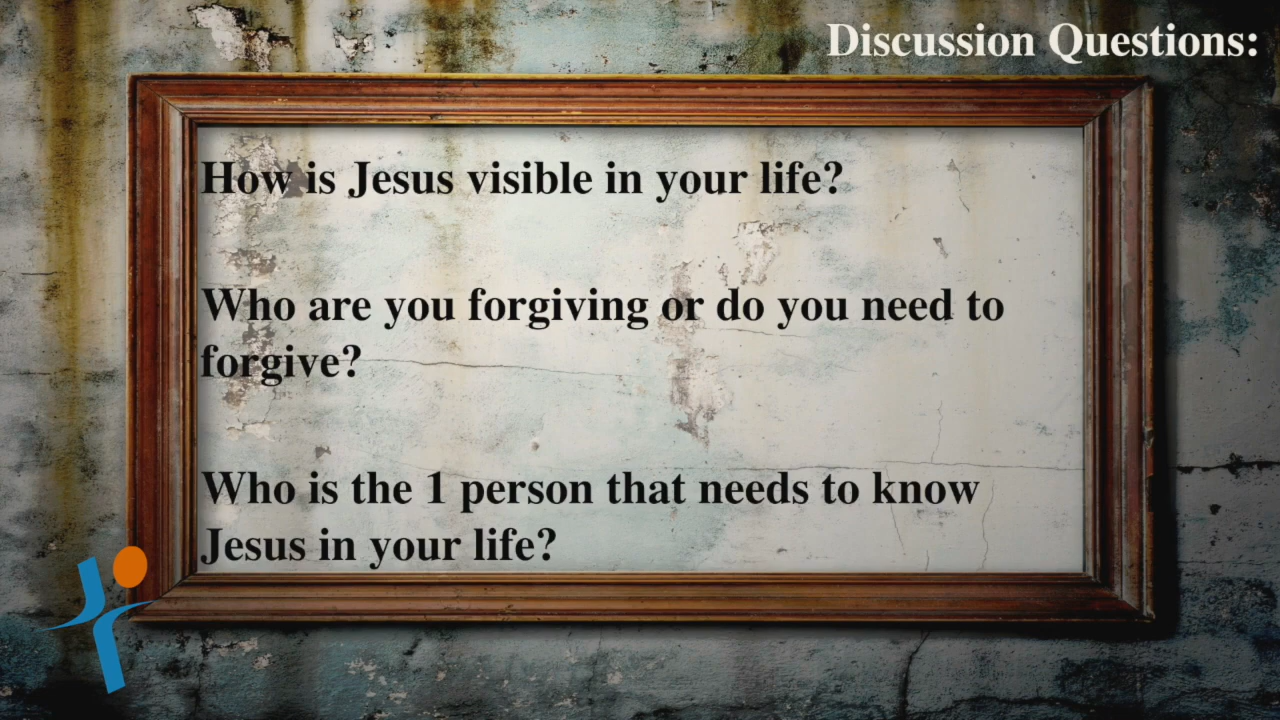 Discussion Questions:
How is Jesus visible in your life?
Who are you forgiving or do you need to
forgive?
Who is the 1 person that needs to know
Jesus in your life?